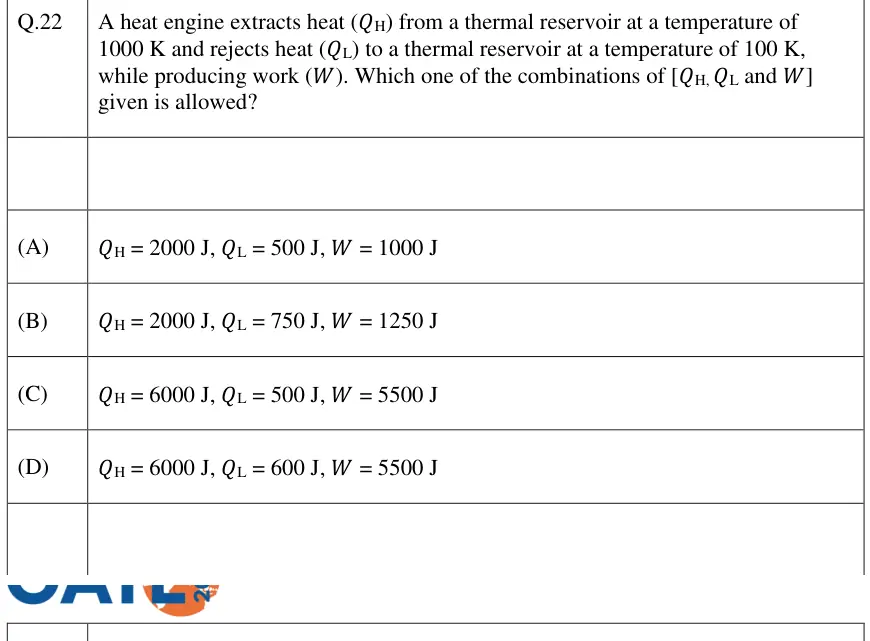 Q.22 A heat engine extracts heat (𝑄H) from a thermal reservoir at a temperature of
1000 K and rejects heat (𝑄L) to a thermal reservoir at a temperature of 100 K,
while producing work (𝑊). Which one of the combinations of [𝑄H, 𝑄L and 𝑊]
given is allowed?
(A) 𝑄H = 2000 J, 𝑄L = 500 J, 𝑊 = 1000 J
(B) 𝑄H = 2000 J, 𝑄L = 750 J, 𝑊 = 1250 J
(C) 𝑄H = 6000 J, 𝑄L = 500 J, 𝑊 = 5500 J
(D) 𝑄H = 6000 J, 𝑄L = 600 J, 𝑊 = 5500 J